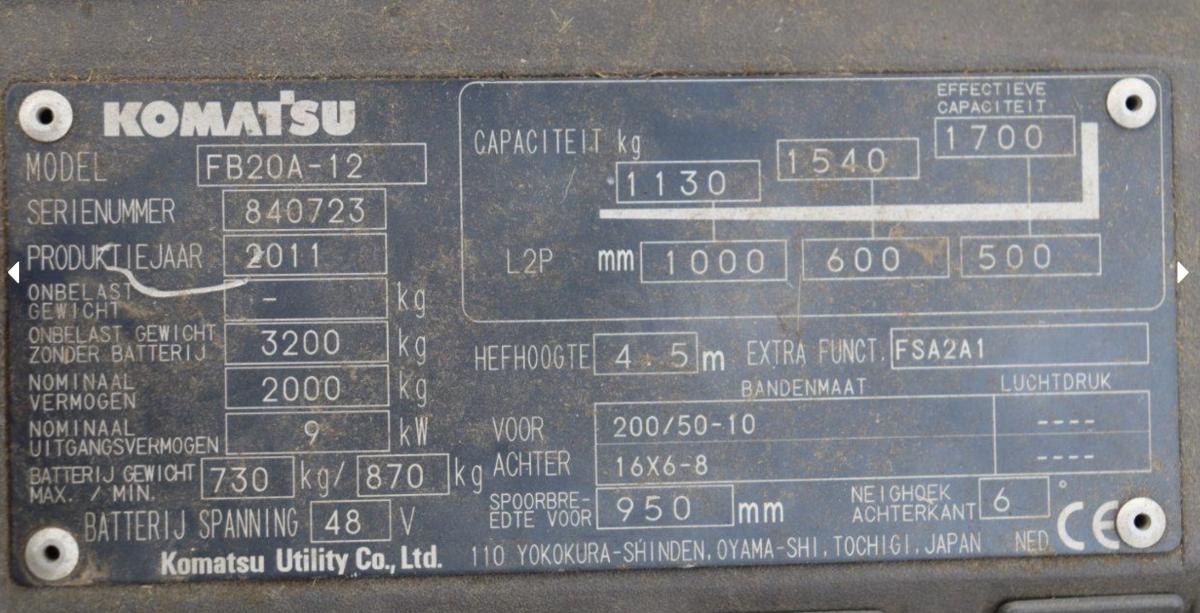 KOMATSU
MODEL FB20A-12
SERIENUMMER 840723
PRODUKTIEJAAR 2011
ONBELAST GEWICHT - kg
ONBELAST GEWICHT ZONDER BATTERIJ 3200 kg
NOMINAAL VERMOGEN 2000 kg
NOMINAAL UITGANGSVERMOGEN 9 kW
BATTERIJ GEWICHT MAX. / MIN. 730 kg/ 870 kg
BATTERIJ SPANNING 48 V
EFFECTIEVE CAPACITEIT
CAPACITEIT kg 1130 1540 1700
L2P mm 1000 600 500
HEFHOOGTE 4.5 m EXTRA FUNCT. FSA2A1
BANDENMAAT LUCHTDRUK
VOOR 200/50-10 ----
ACHTER 16X6-8 ----
SPOORBRE-EDTE VOOR 950 mm NEIGHOEK ACHTERKANT 6 °
Komatsu Utility Co., Ltd. 110 YOKOKURA-SHINDEN, OYAMA-SHI, TOCHIGI, JAPAN NED CE